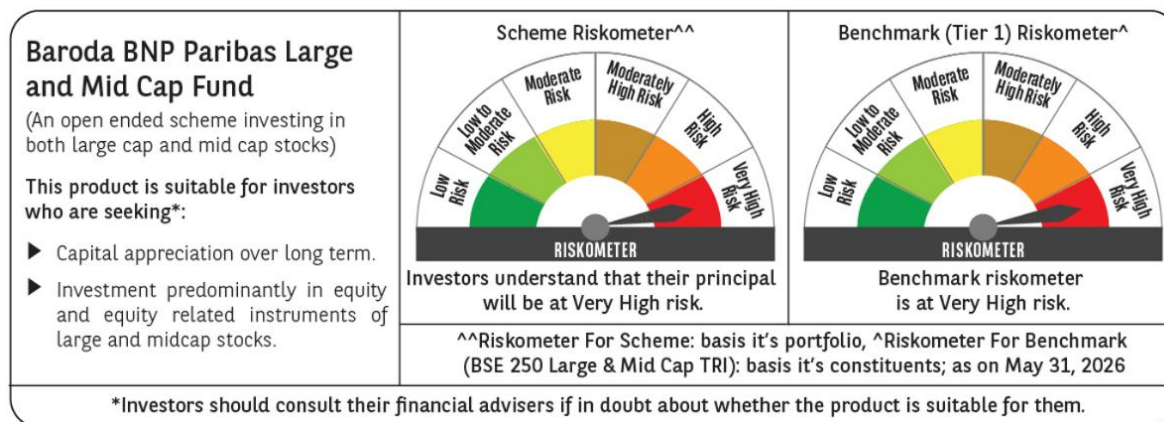 Baroda BNP Paribas Large
and Mid Cap Fund
(An open ended scheme investing in
both large cap and mid cap stocks)
This product is suitable for investors
who are seeking*:
▶ Capital appreciation over long term.
▶ Investment predominantly in equity
and equity related instruments of
large and midcap stocks.
Scheme Riskometer^^
Low
Risk
Low to
Moderate
Risk
Moderate
Risk
Moderately
High Risk
High
Risk
Very High
Risk
RISKOMETER
Investors understand that their principal
will be at Very High risk.
Benchmark (Tier 1) Riskometer^
Low
Risk
Low to
Moderate
Risk
Moderate
Risk
Moderately
High Risk
High
Risk
Very High
Risk
RISKOMETER
Benchmark riskometer
is at Very High risk.
^^Riskometer For Scheme: basis it's portfolio, ^Riskometer For Benchmark
(BSE 250 Large & Mid Cap TRI): basis it's constituents; as on May 31, 2026
*Investors should consult their financial advisers if in doubt about whether the product is suitable for them.